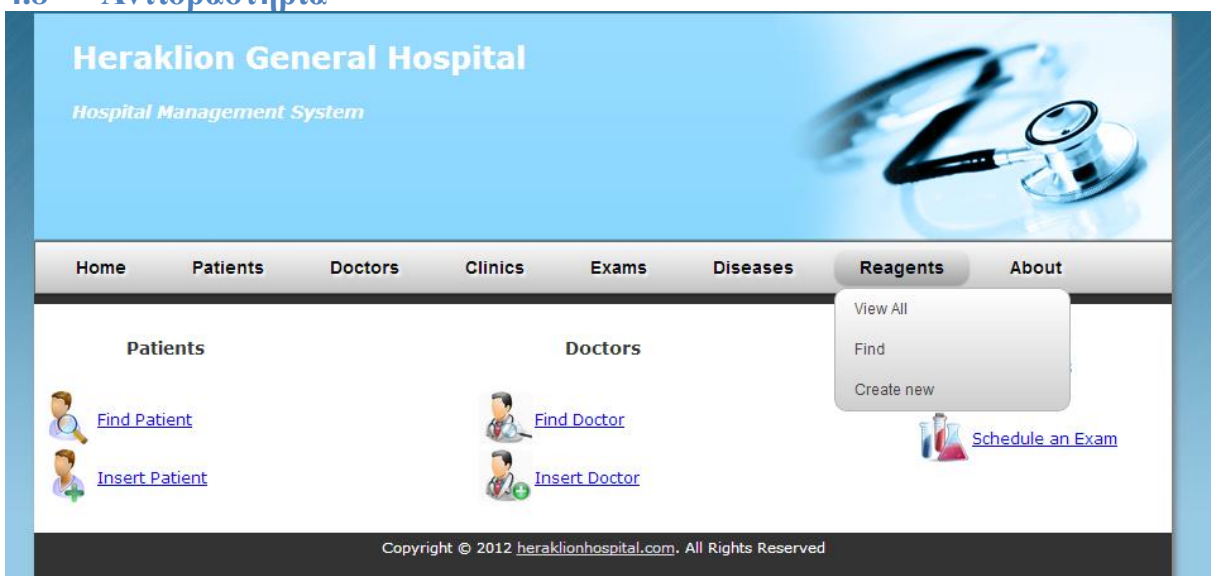 Heraklion General Hospital
Hospital Management System
Home Patients Doctors Clinics Exams Diseases Reagents About
View All
Find
Create new
Patients Doctors
Find Patient Find Doctor Schedule an Exam
Insert Patient Insert Doctor
Copyright © 2012 heraklionhospital.com. All Rights Reserved